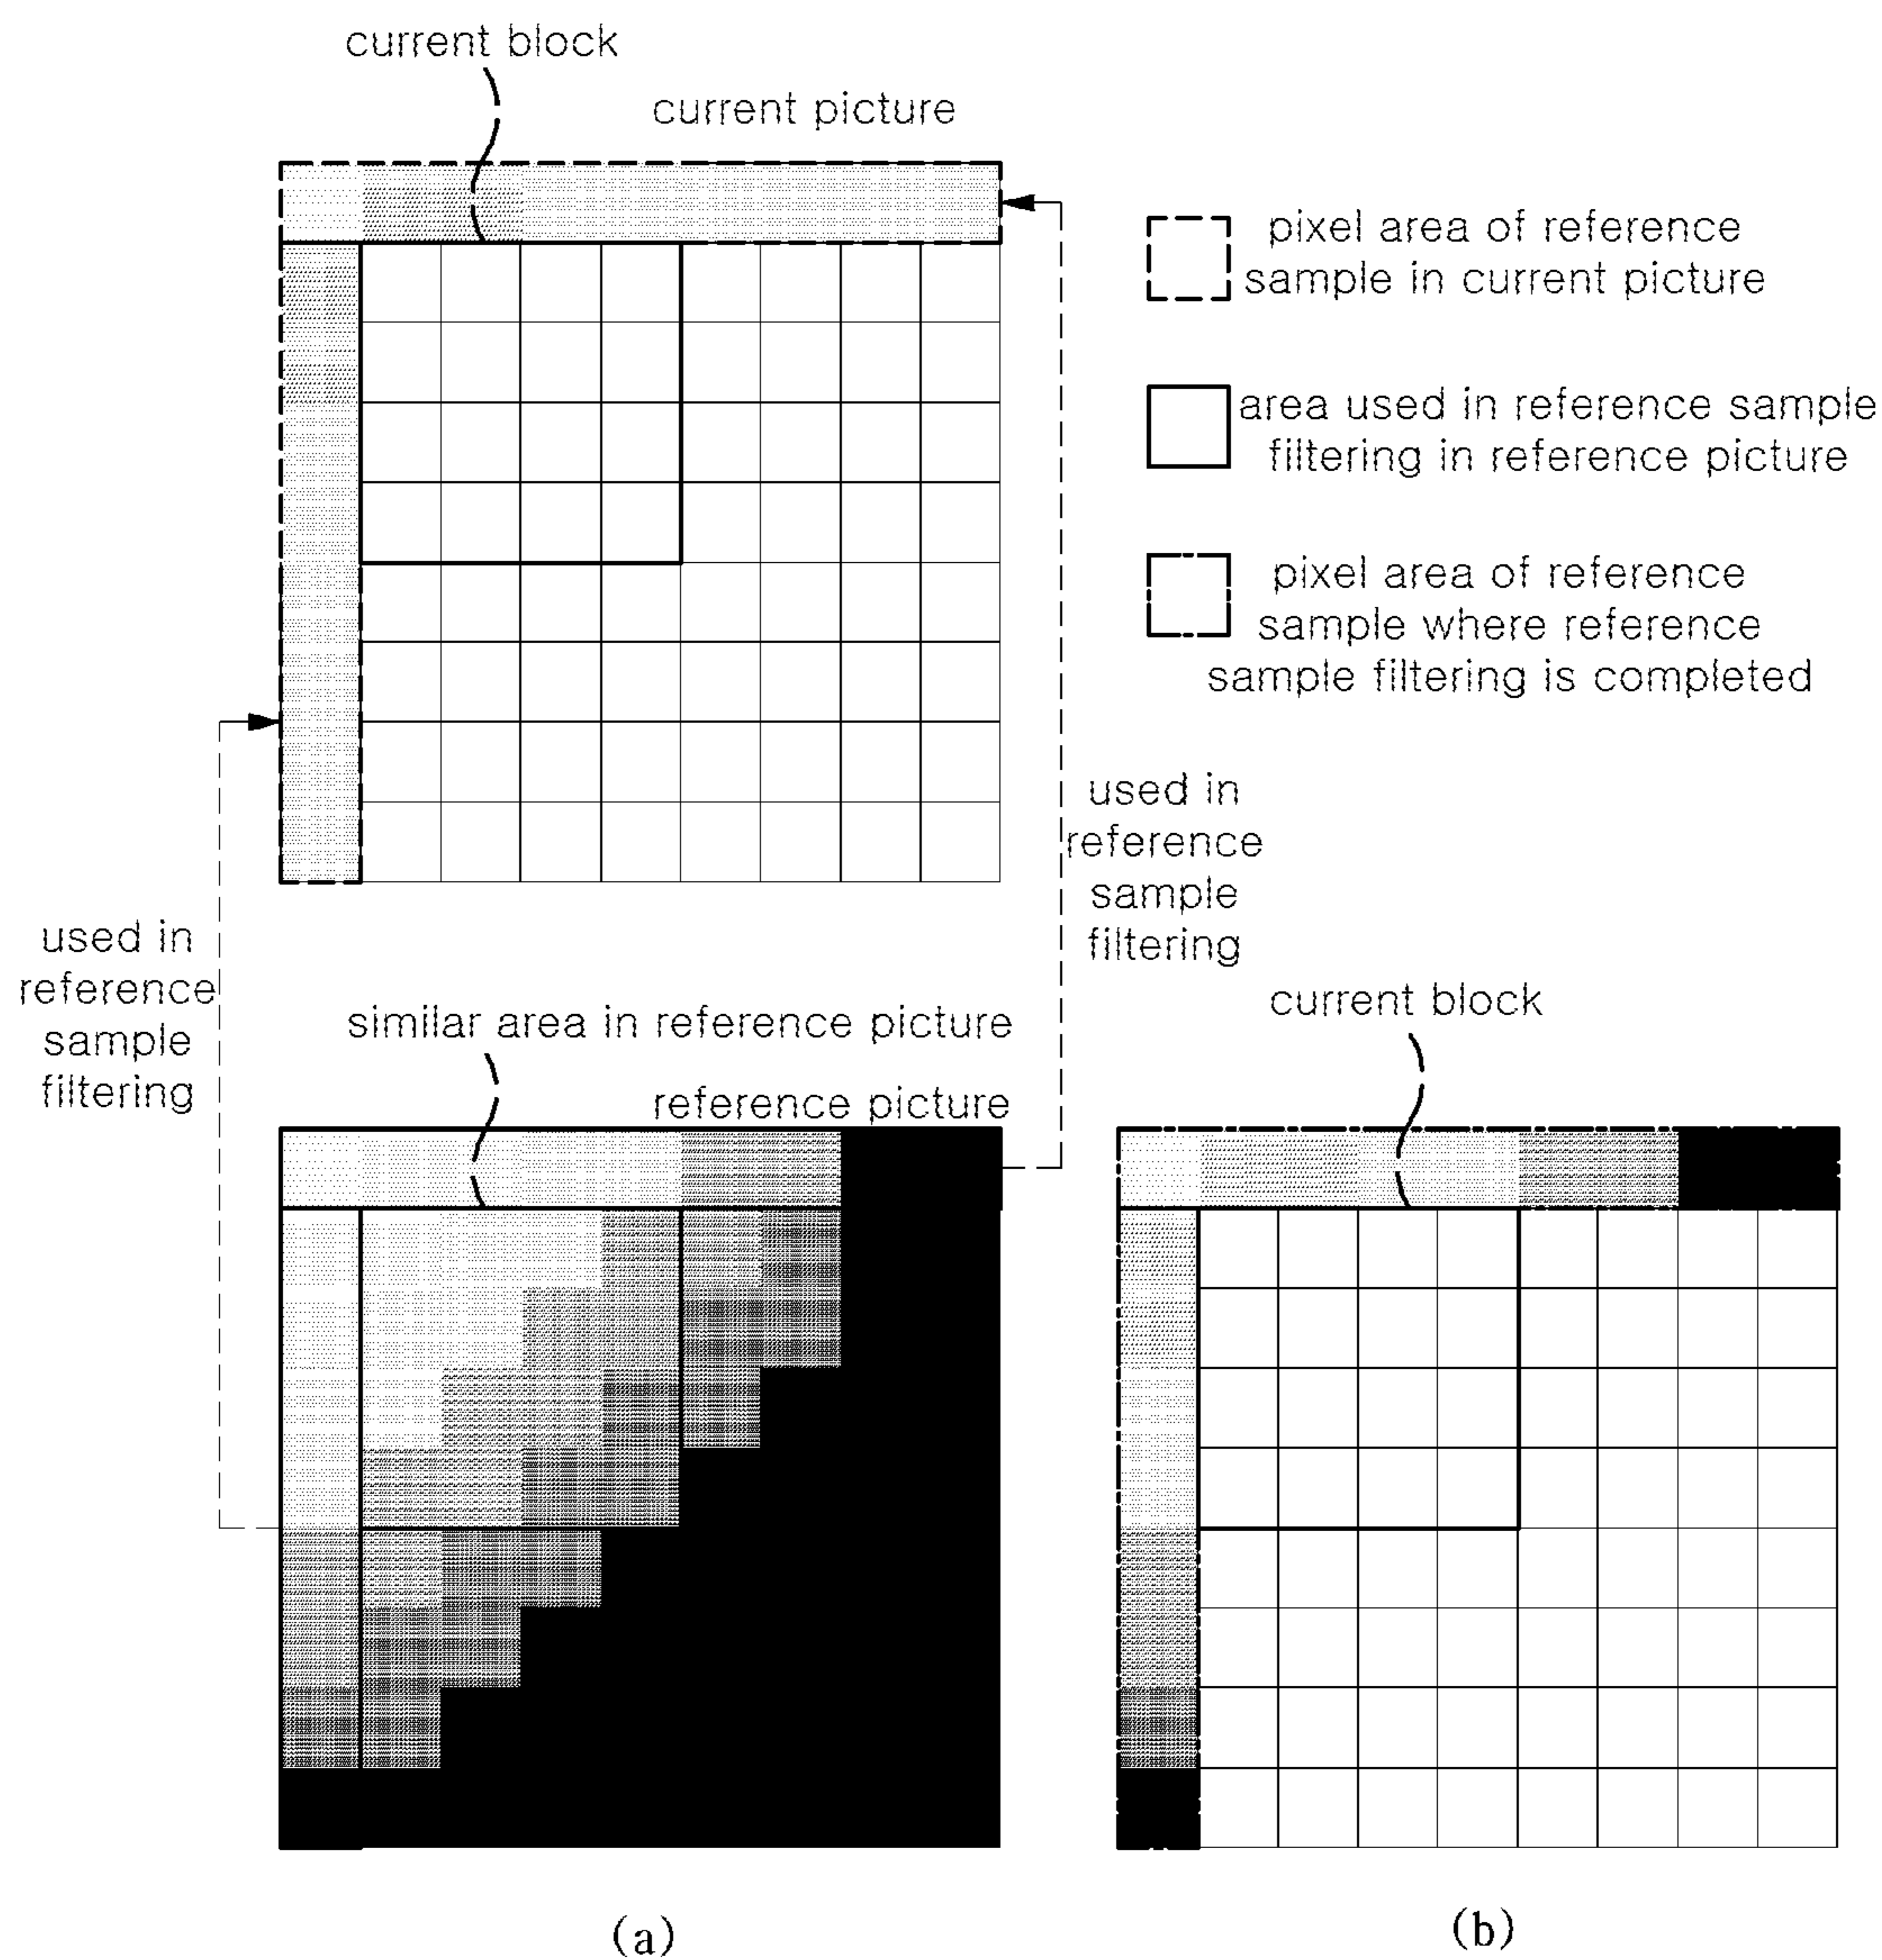 current block
current picture
pixel area of reference
sample in current picture
area used in reference sample
filtering in reference picture
pixel area of reference
sample where reference
sample filtering is completed
used in
reference
sample
filtering
used in
reference
sample
filtering
similar area in reference picture
reference picture
current block
(a)
(b)